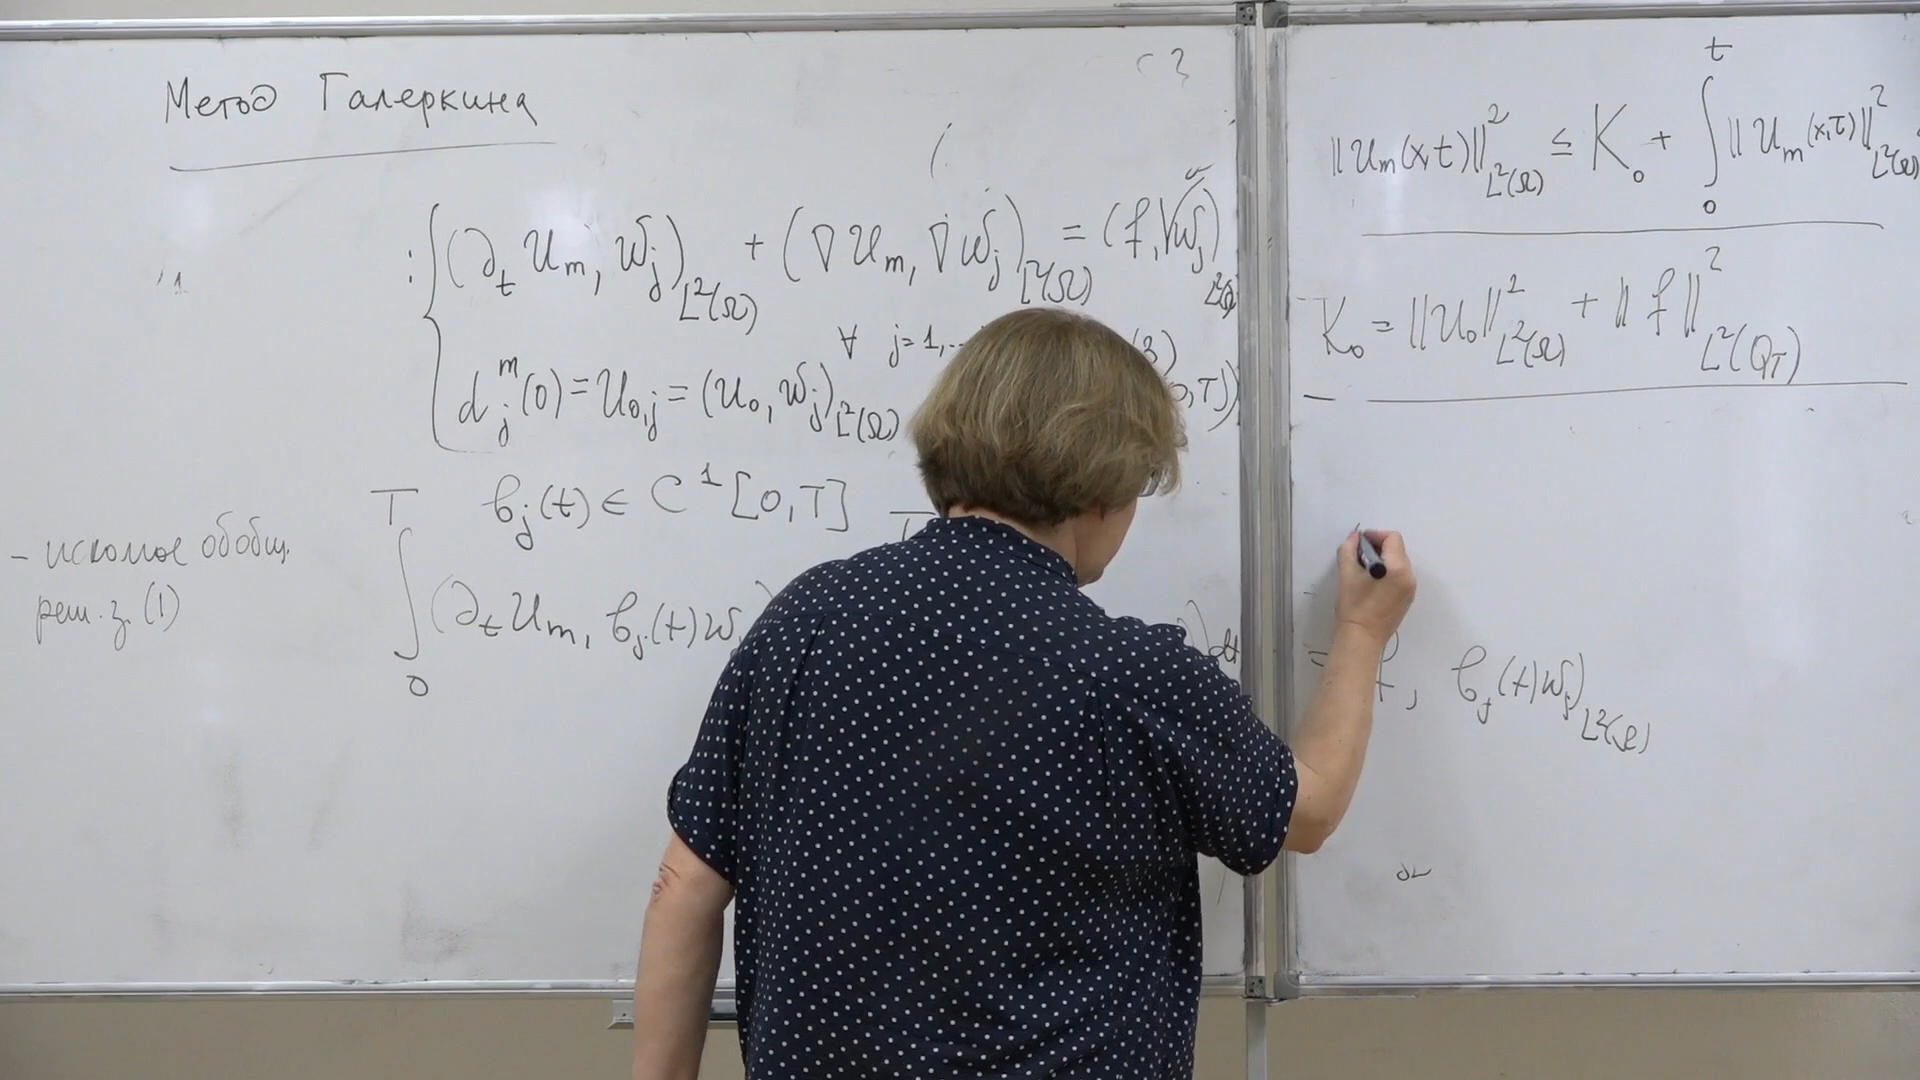 Метод Галеркина
: { (∂_t u_m, w_j)_{L²(Ω)} + (∇u_m, ∇w_j)_{L²(Ω)} = (f, w_j)
∀ j=1,..
d_j^m(0) = u_{0,j} = (u_0, w_j)_{L²(Ω)}
b_j(t) ∈ C¹[0,T]
∫_0^T (∂_t u_m, b_j(t)w
dt
– искомое обобщ.
реш. з. (1)
‖u_m(x,t)‖²_{L²(Ω)} ≤ K_0 + ∫_0^t ‖u_m(x,τ)‖²_{L²(Ω)}
K_0 = ‖u_0‖²_{L²(Ω)} + ‖f‖²_{L²(Q_T)}
= f, b_j(t)w_j)_{L²(Ω)}